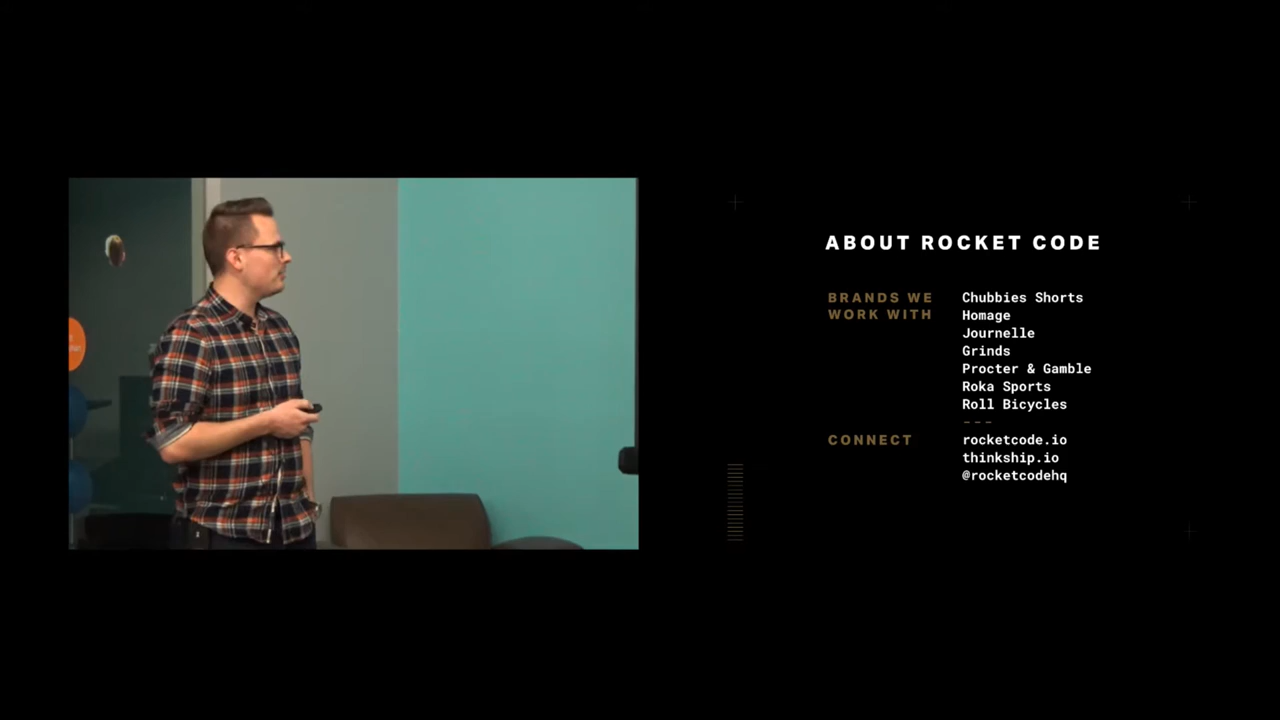 ABOUT ROCKET CODE
BRANDS WE
WORK WITH
Chubbies Shorts
Homage
Journelle
Grinds
Procter & Gamble
Roka Sports
Roll Bicycles
---
CONNECT
rocketcode.io
thinkship.io
@rocketcodehq